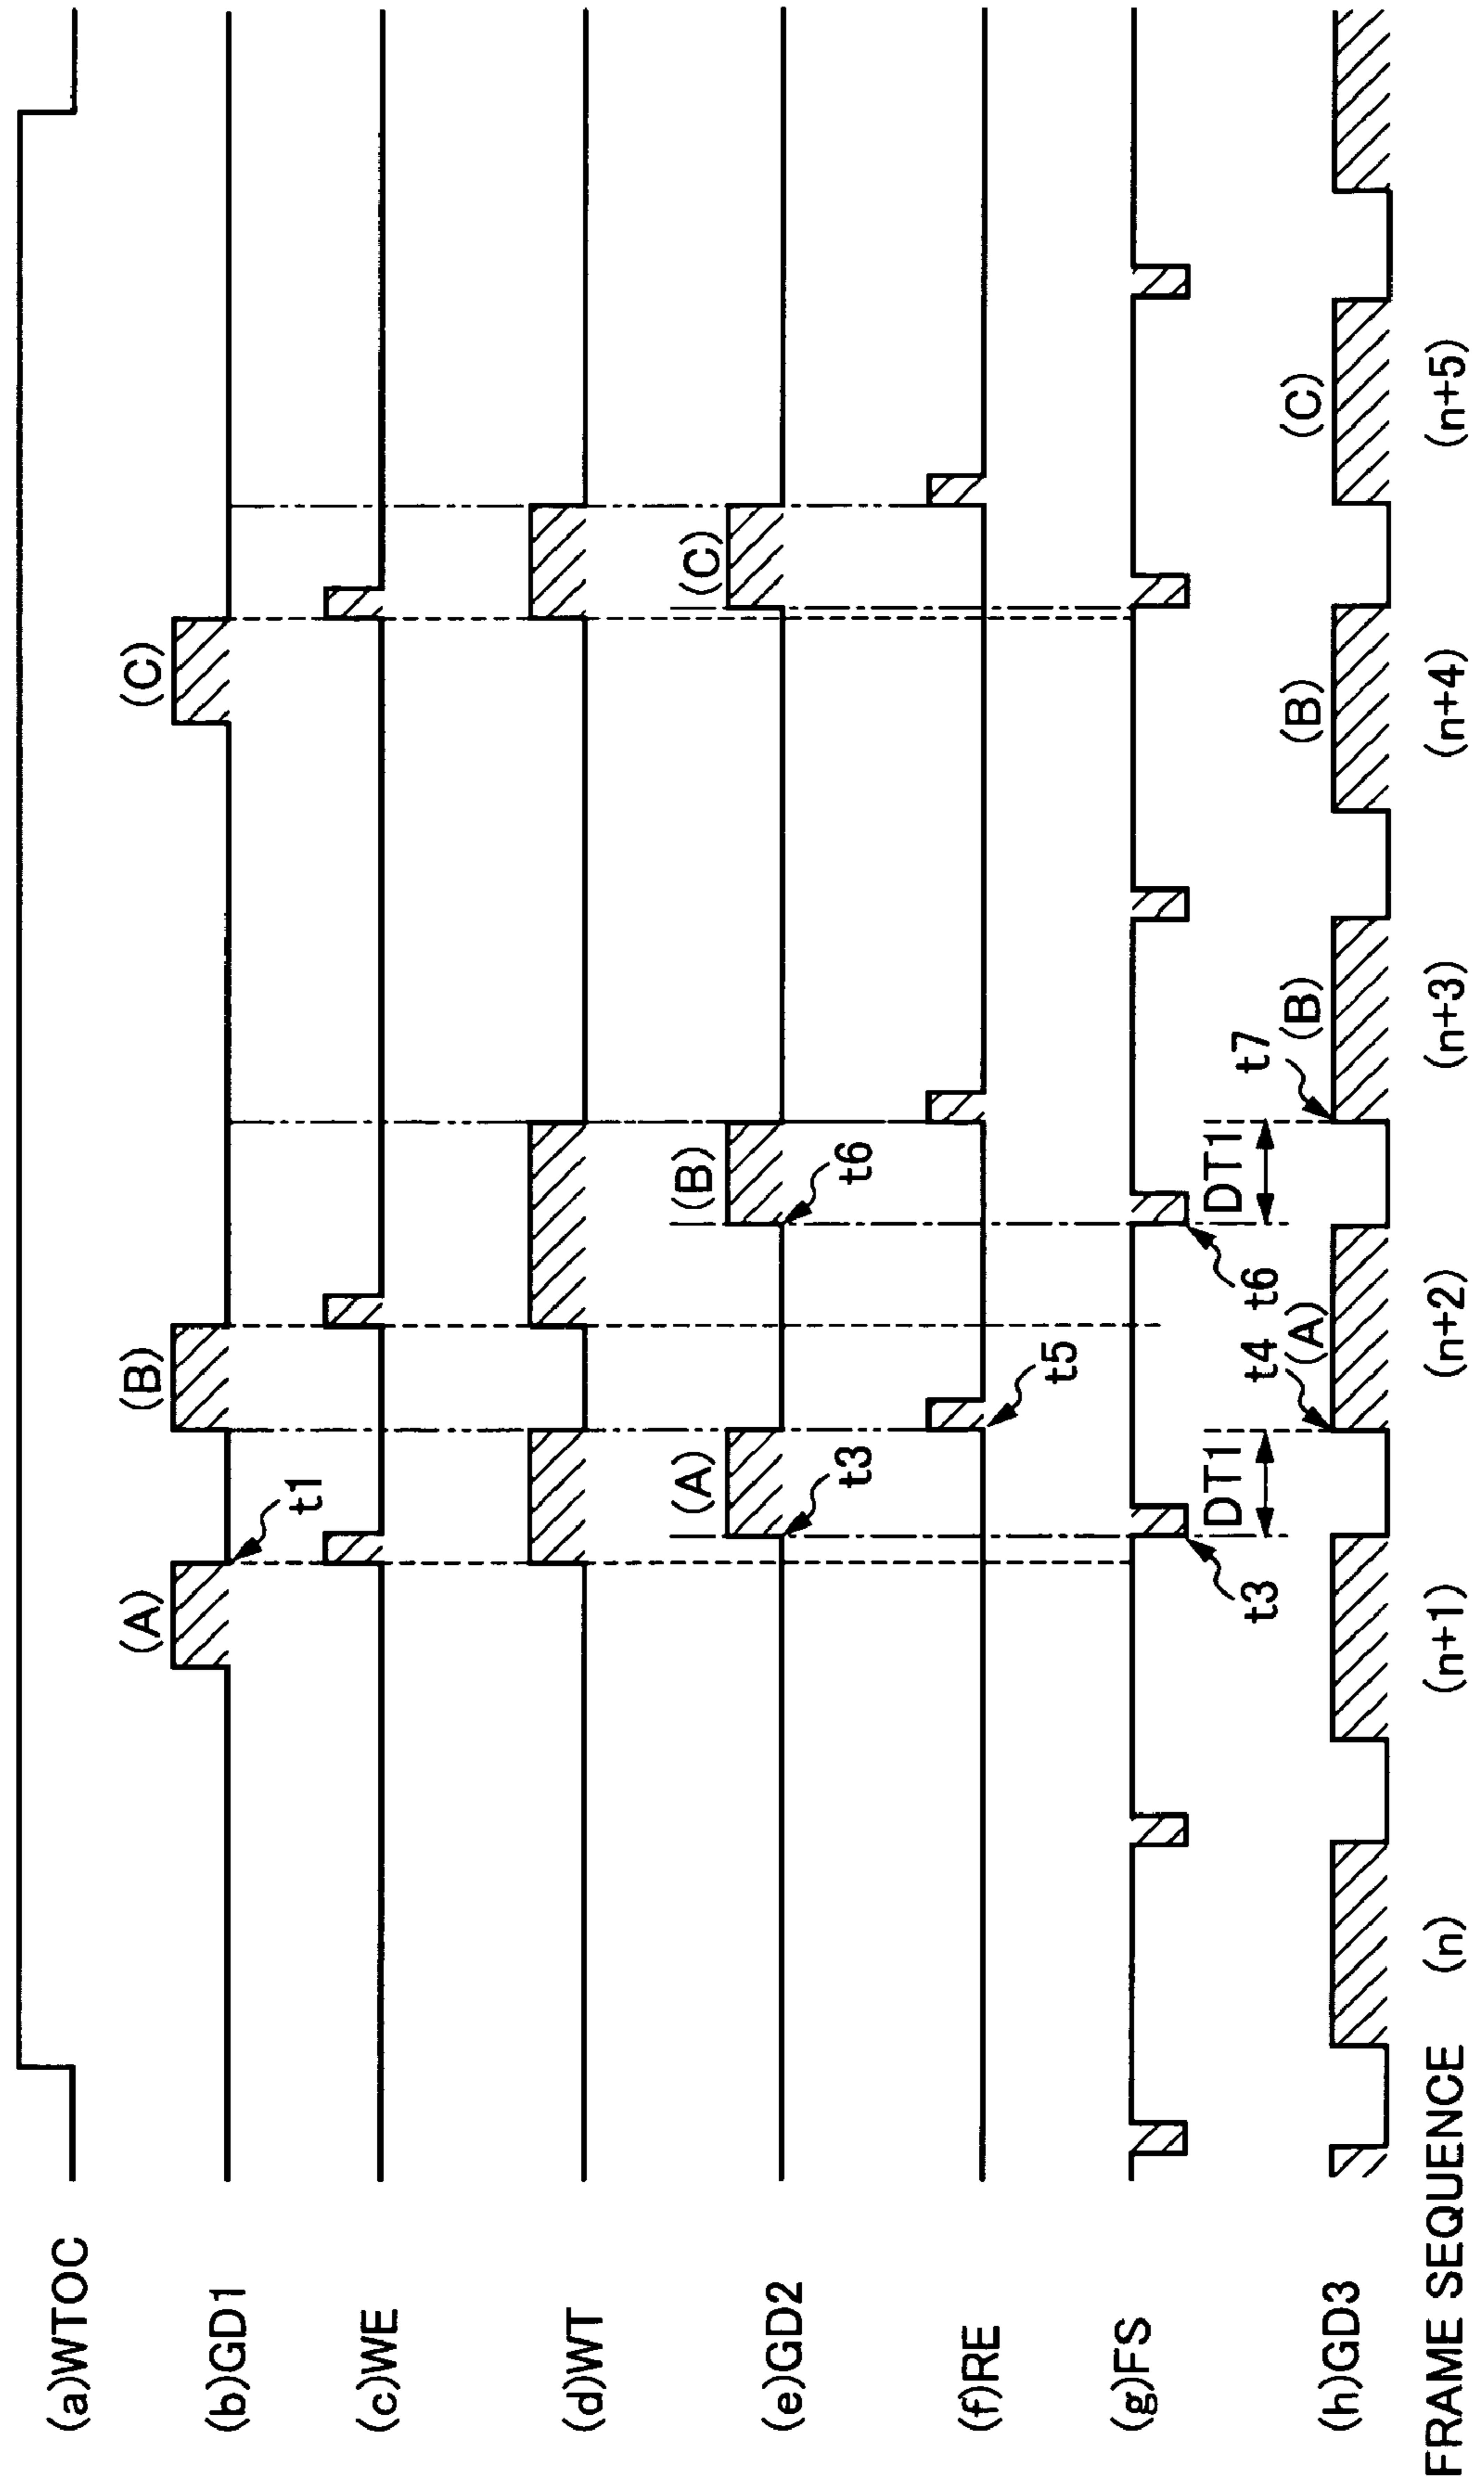 (a)WTOC
(b)GD1
(A)
(B)
(C)
t1
(c)WE
(d)WT
(e)GD2
(A)
(B)
(C)
t3
t6
(f)RE
t5
(g)FS
t3
t6
DT1
DT1
t4
t7
(h)GD3
(A)
(B)
(B)
(C)
FRAME SEQUENCE
(n)
(n+1)
(n+2)
(n+3)
(n+4)
(n+5)